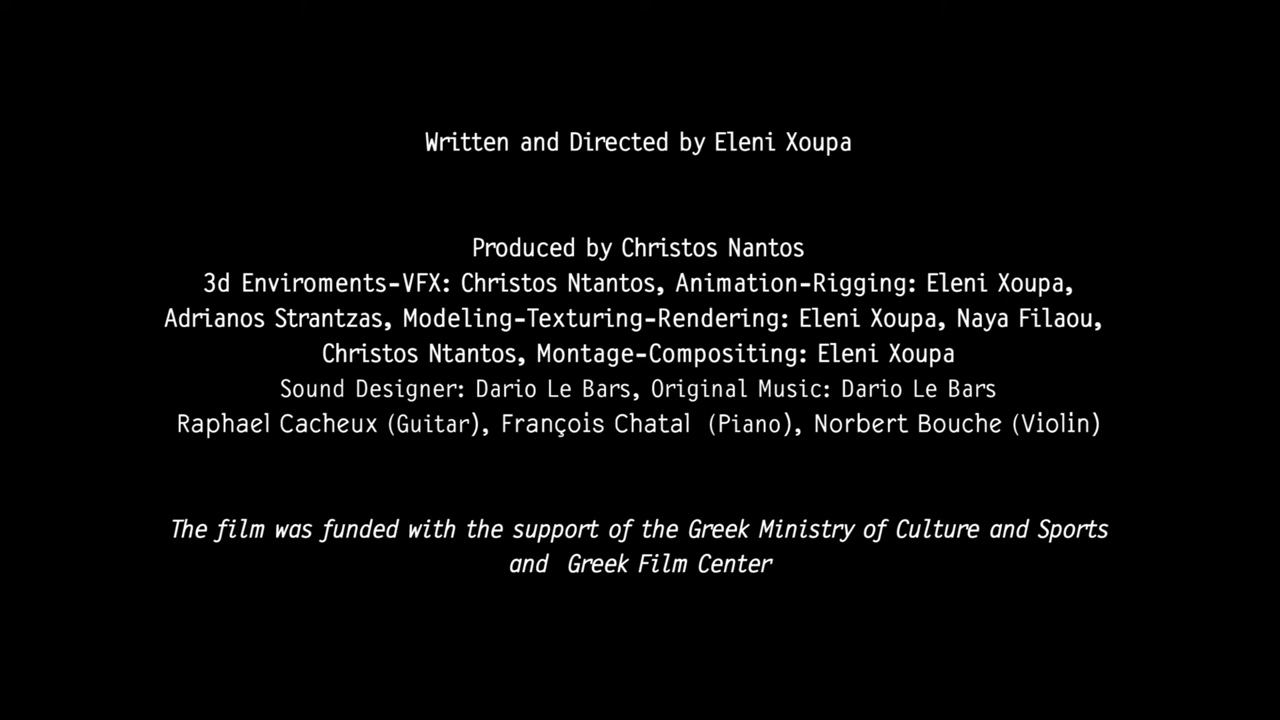 Written and Directed by Eleni Xoupa
Produced by Christos Nantos
3d Enviroments-VFX: Christos Ntantos, Animation-Rigging: Eleni Xoupa,
Adrianos Strantzas, Modeling-Texturing-Rendering: Eleni Xoupa, Naya Filaou,
Christos Ntantos, Montage-Compositing: Eleni Xoupa
Sound Designer: Dario Le Bars, Original Music: Dario Le Bars
Raphael Cacheux (Guitar), François Chatal (Piano), Norbert Bouche (Violin)
The film was funded with the support of the Greek Ministry of Culture and Sports
and Greek Film Center